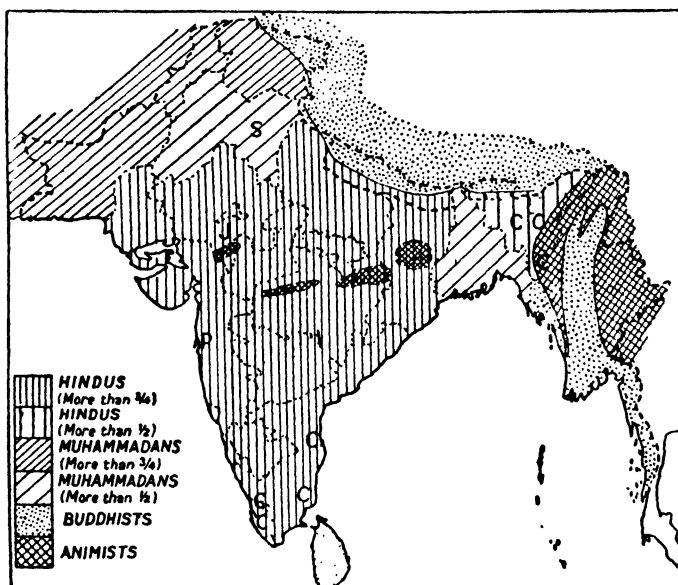 S
C C
J
P
C
C C
HINDUS
(More than ¾)
HINDUS
(More than ½)
MUHAMMADANS
(More than ¾)
MUHAMMADANS
(More than ½)
BUDDHISTS
ANIMISTS